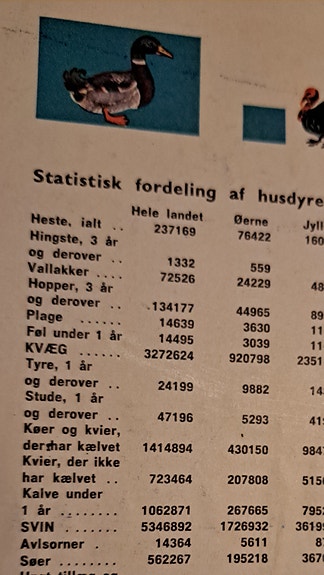 Statistisk fordeling af husdyre
Hele landet Øerne Jyll
Heste, ialt .. 237169 76422 160
Hingste, 3 år
og derover .. 1332 559
Vallakker .... 72526 24229 48
Hopper, 3 år
og derover .. 134177 44965 89
Plage ...... 14639 3630 11
Føl under 1 år 14495 3039 11
KVÆG ...... 3272624 920798 2351
Tyre, 1 år
og derover .. 24199 9882 14
Stude, 1 år
og derover .. 47196 5293 41
Køer og kvier,
der har kælvet 1414894 430150 984
Kvier, der ikke
har kælvet .. 723464 207808 515
Kalve under
1 år ........ 1062871 267665 795
SVIN ...... 5346892 1726932 3619
Avlsorner . 14364 5611 87
Søer ...... 562267 195218 367